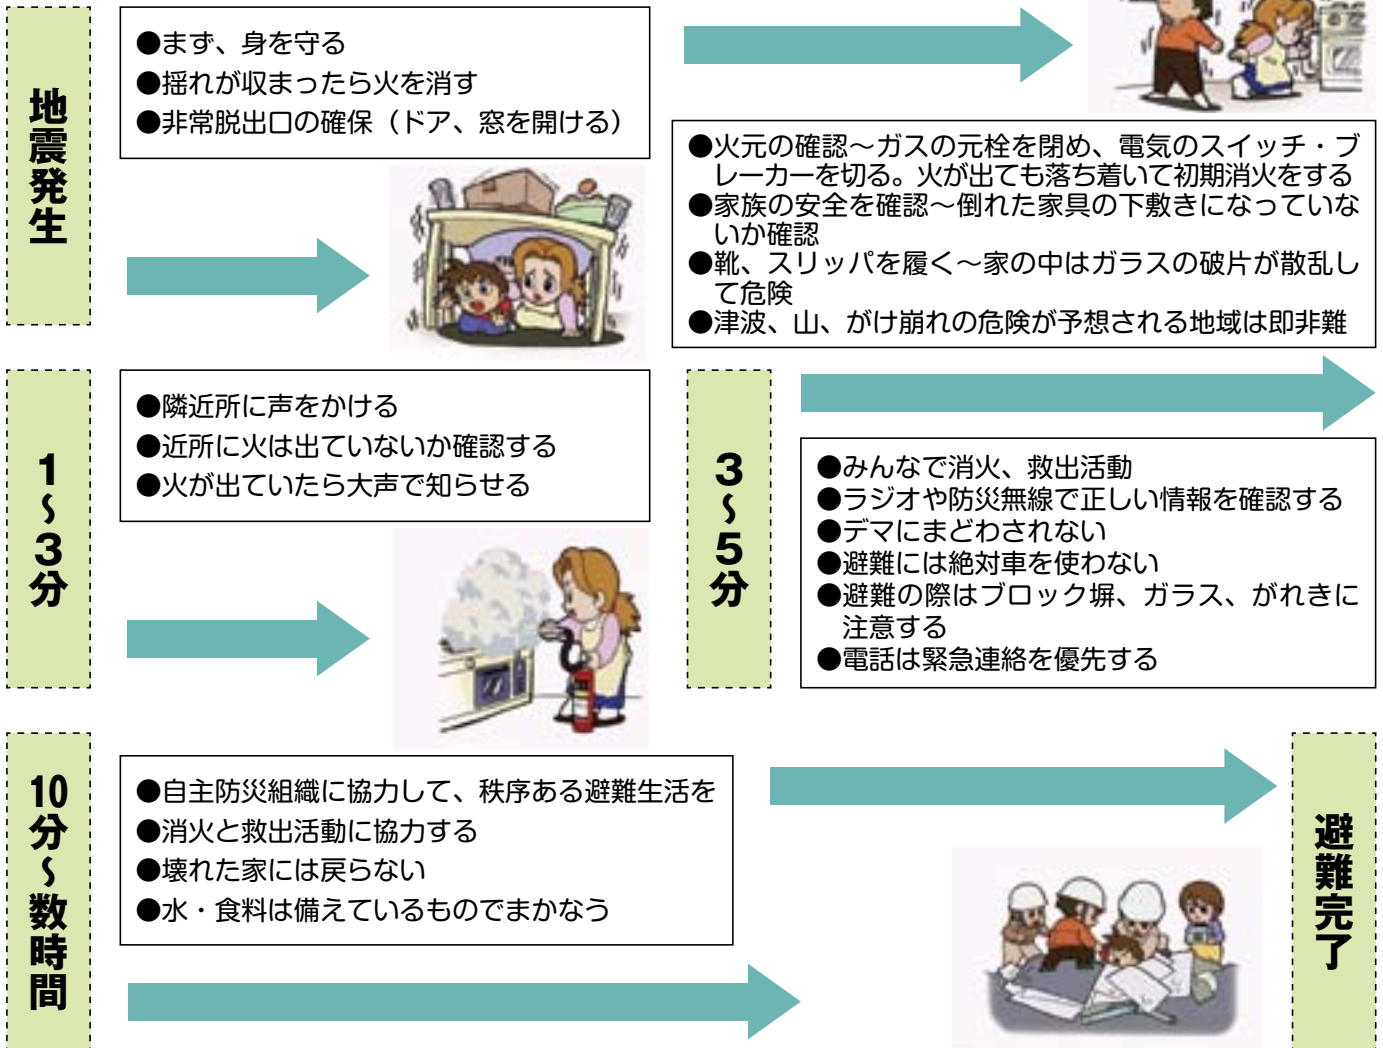 地震発生
●まず、身を守る
●揺れが収まったら火を消す
●非常脱出口の確保（ドア、窓を開ける）
●火元の確認～ガスの元栓を閉め、電気のスイッチ・ブ
レーカーを切る。火が出ても落ち着いて初期消火をする
●家族の安全を確認～倒れた家具の下敷きになっていな
いか確認
●靴、スリッパを履く～家の中はガラスの破片が散乱し
て危険
●津波、山、がけ崩れの危険が予想される地域は即非難
1～3分
●隣近所に声をかける
●近所に火は出ていないか確認する
●火が出ていたら大声で知らせる
3～5分
●みんなで消火、救出活動
●ラジオや防災無線で正しい情報を確認する
●デマにまどわされない
●避難には絶対車を使わない
●避難の際はブロック塀、ガラス、がれきに
注意する
●電話は緊急連絡を優先する
10分～数時間
●自主防災組織に協力して、秩序ある避難生活を
●消火と救出活動に協力する
●壊れた家には戻らない
●水・食料は備えているものでまかなう
避難完了